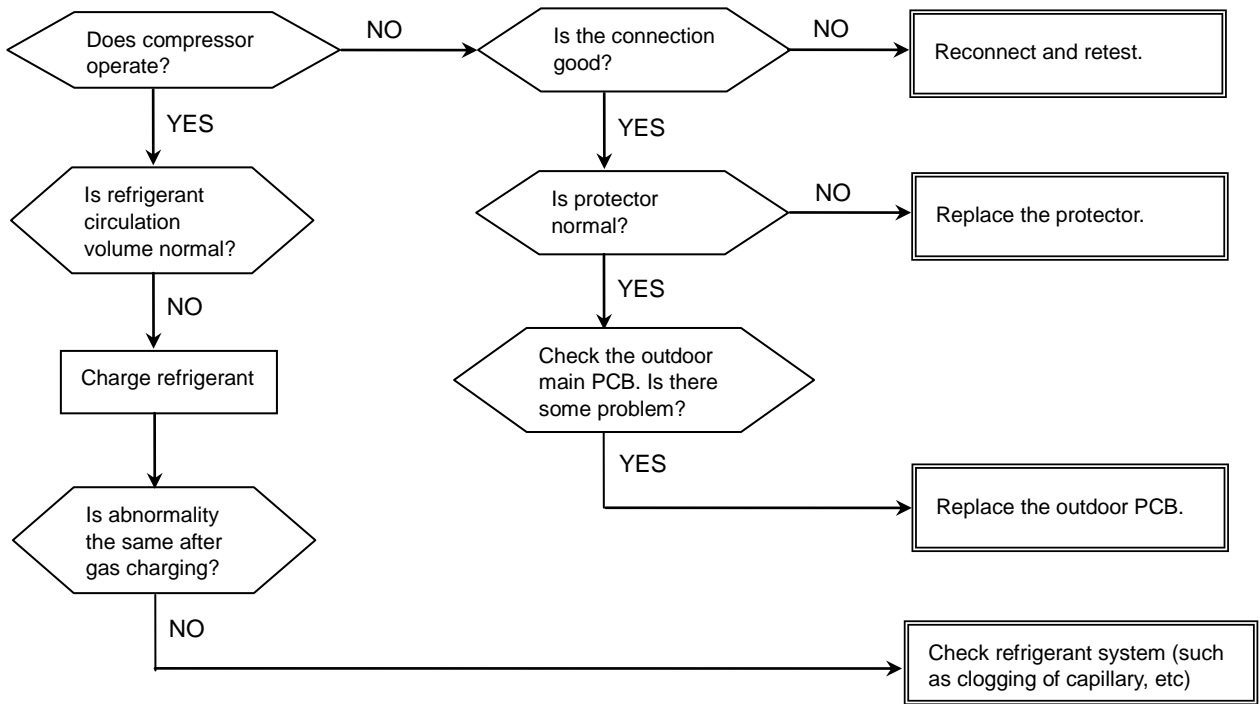 Does compressor
operate?
NO
Is the connection
good?
NO
Reconnect and retest.
YES
YES
Is refrigerant
circulation
volume normal?
Is protector
normal?
NO
Replace the protector.
NO
YES
Charge refrigerant
Check the outdoor
main PCB. Is there
some problem?
YES
Is abnormality
the same after
gas charging?
Replace the outdoor PCB.
NO
Check refrigerant system (such
as clogging of capillary, etc)